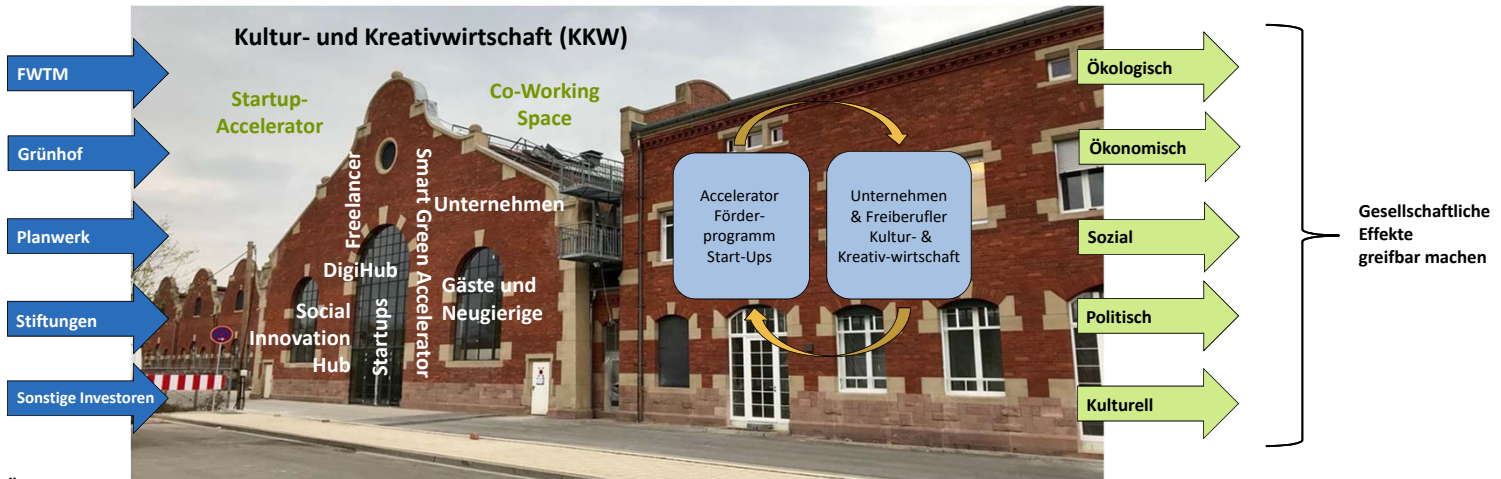 Kultur- und Kreativwirtschaft (KKW)
FWTM
Grünhof
Planwerk
Stiftungen
Sonstige Investoren
Startup-
Accelerator
Co-Working
Space
Freelancer
Smart Green Accelerator
Unternehmen
DigiHub
Social
Innovation
Hub
Startups
Gäste und
Neugierige
Accelerator
Förder-
programm
Start-Ups
Unternehmen
& Freiberufler
Kultur- &
Kreativ-wirtschaft
Ökologisch
Ökonomisch
Sozial
Politisch
Kulturell
Gesellschaftliche
Effekte
greifbar machen